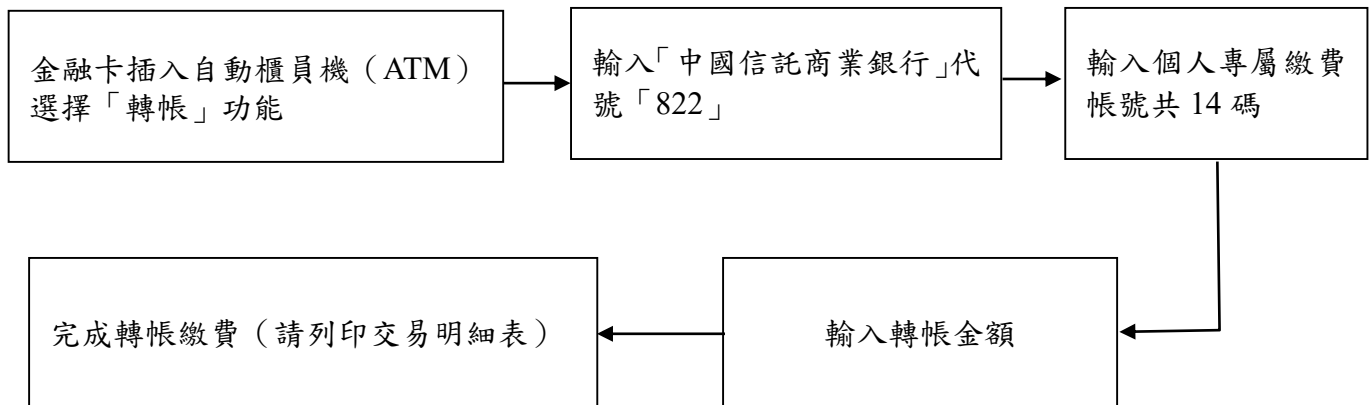 金融卡插入自動櫃員機（ATM）
選擇「轉帳」功能
輸入「中國信託商業銀行」代
號「822」
輸入個人專屬繳費
帳號共 14 碼
輸入轉帳金額
完成轉帳繳費（請列印交易明細表）